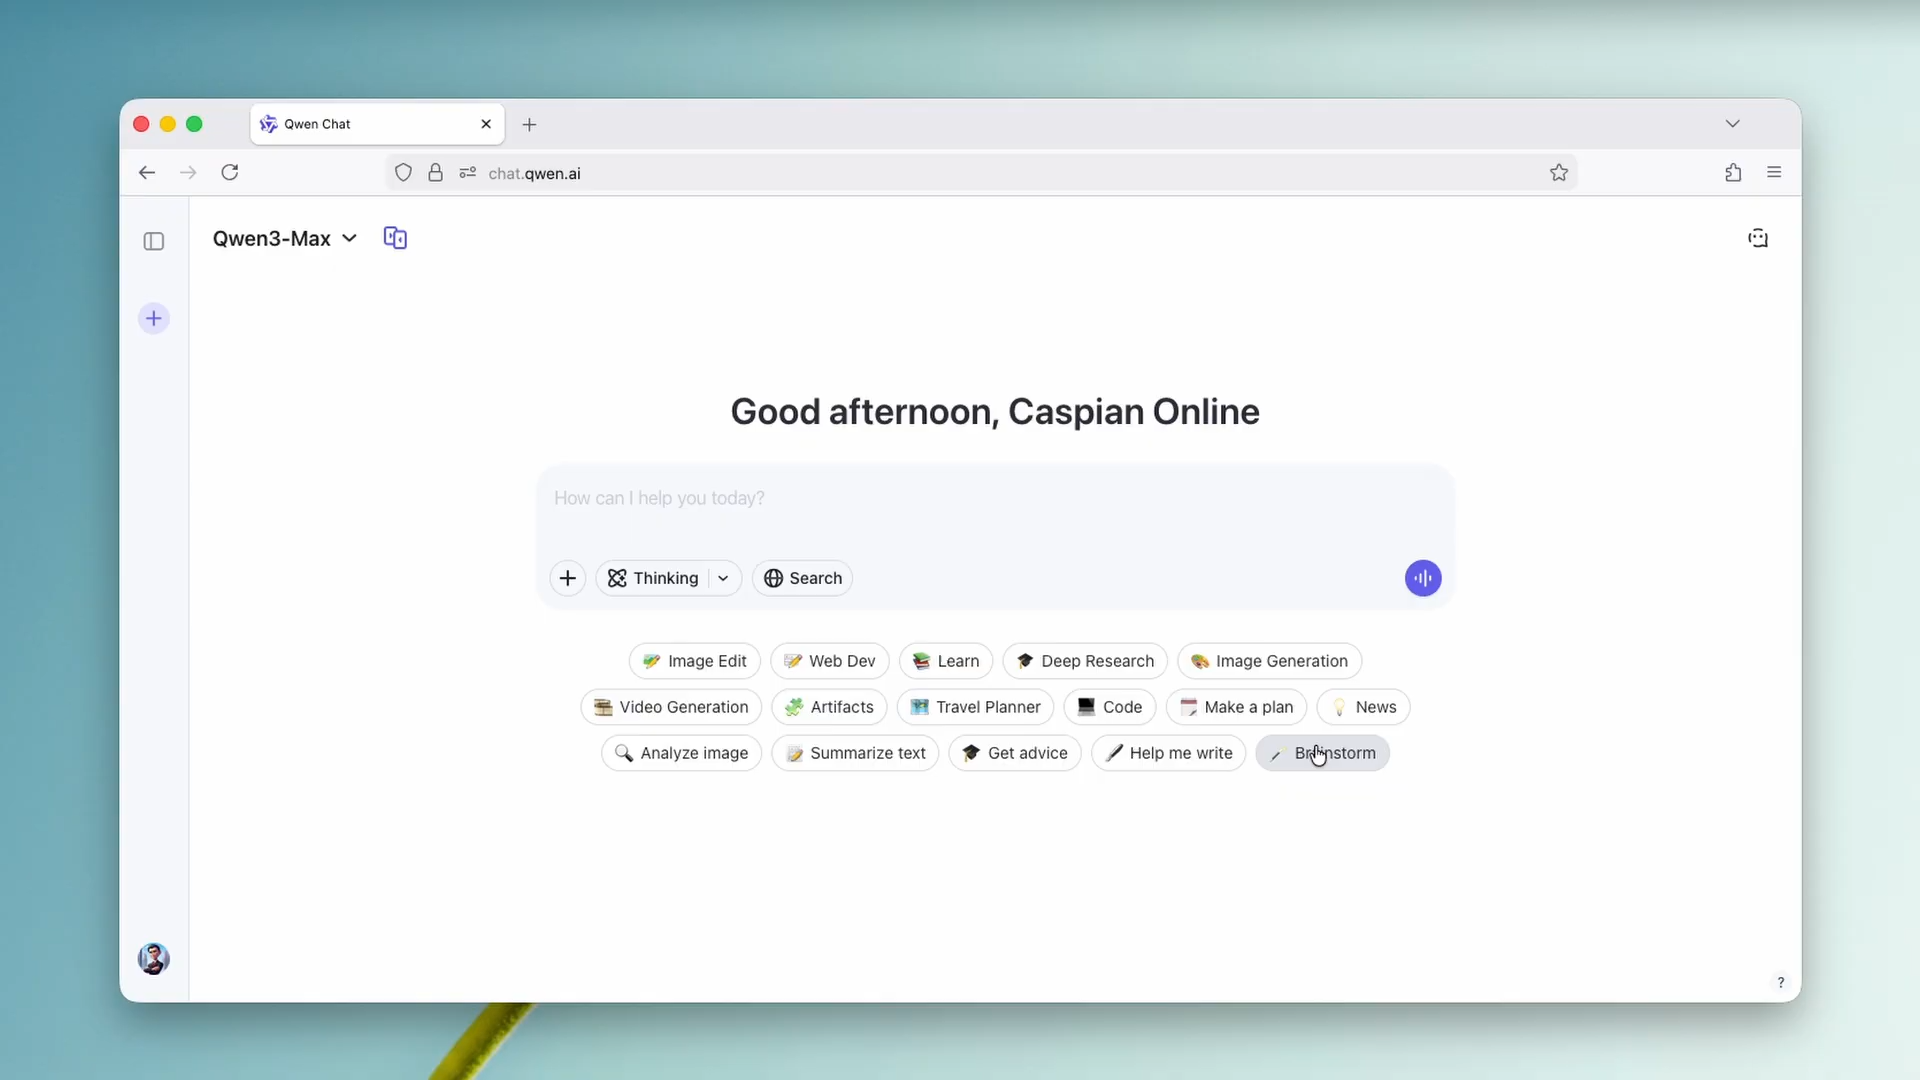 Qwen Chat
chat.qwen.ai
Qwen3-Max
Good afternoon, Caspian Online
How can I help you today?
Thinking Search
Image Edit Web Dev Learn Deep Research Image Generation
Video Generation Artifacts Travel Planner Code Make a plan News
Analyze image Summarize text Get advice Help me write Brainstorm
?